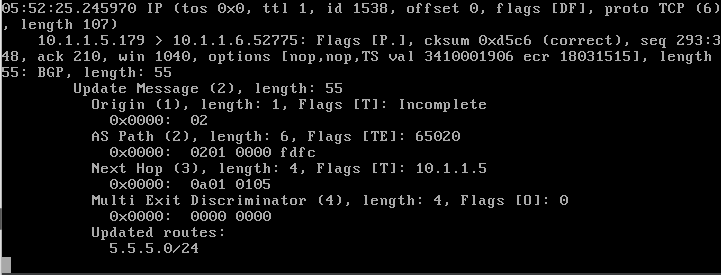 05:52:25.245970 IP (tos 0x0, ttl 1, id 1538, offset 0, flags [DF], proto TCP (6)
, length 107)
    10.1.1.5.179 > 10.1.1.6.52775: Flags [P.], cksum 0xd5c6 (correct), seq 293:3
48, ack 210, win 1040, options [nop,nop,TS val 3410001906 ecr 18031515], length
55: BGP, length: 55
        Update Message (2), length: 55
          Origin (1), length: 1, Flags [T]: Incomplete
            0x0000:  02
          AS Path (2), length: 6, Flags [TE]: 65020
            0x0000:  0201 0000 fdfc
          Next Hop (3), length: 4, Flags [T]: 10.1.1.5
            0x0000:  0a01 0105
          Multi Exit Discriminator (4), length: 4, Flags [O]: 0
            0x0000:  0000 0000
          Updated routes:
            5.5.5.0/24